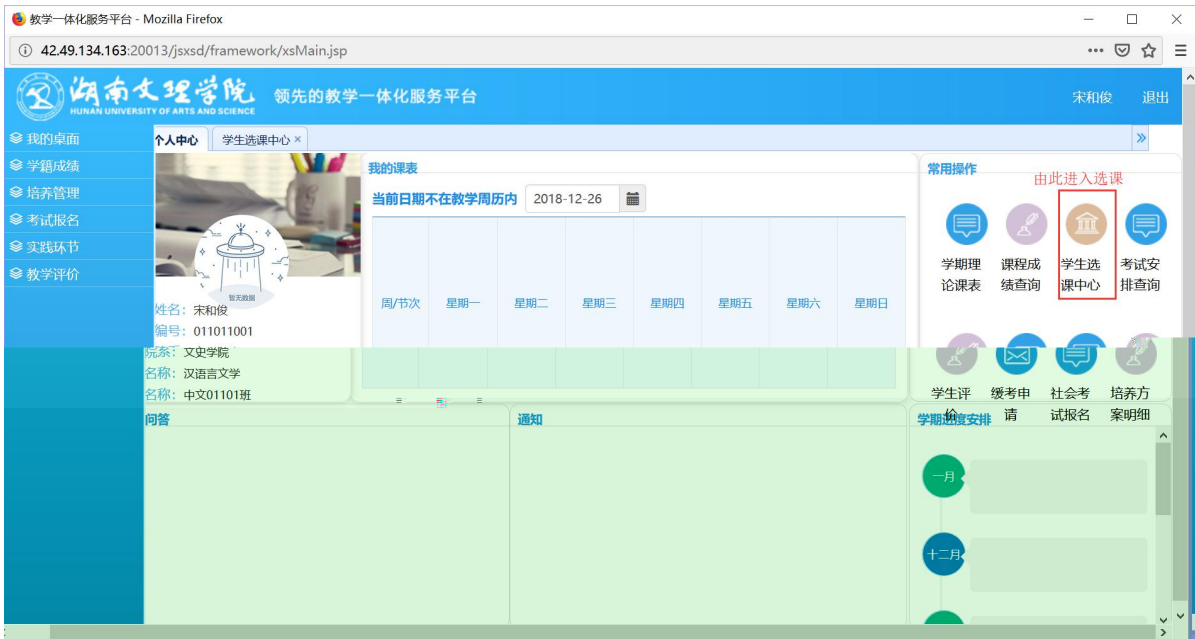 教学一体化服务平台 - Mozilla Firefox
42.49.134.163:20013/jsxsd/framework/xsMain.jsp
湖南文理学院
HUNAN UNIVERSITY OF ARTS AND SCIENCE
领先的教学一体化服务平台
宋和俊 退出
我的桌面
学籍成绩
培养管理
考试报名
实践环节
教学评价
个人中心 学生选课中心
暂无数据
姓名：宋和俊
编号：011011001
院系：文史学院
名称：汉语言文学
名称：中文01101班
我的课表
当前日期不在教学周历内 2018-12-26
周/节次 星期一 星期二 星期三 星期四 星期五 星期六 星期日
常用操作
由此进入选课
学期理论课表
课程成绩查询
学生选课中心
考试安排查询
学生评价
缓考申请
社会考试报名
培养方案明细
问答
通知
学期进度安排
一月
十二月